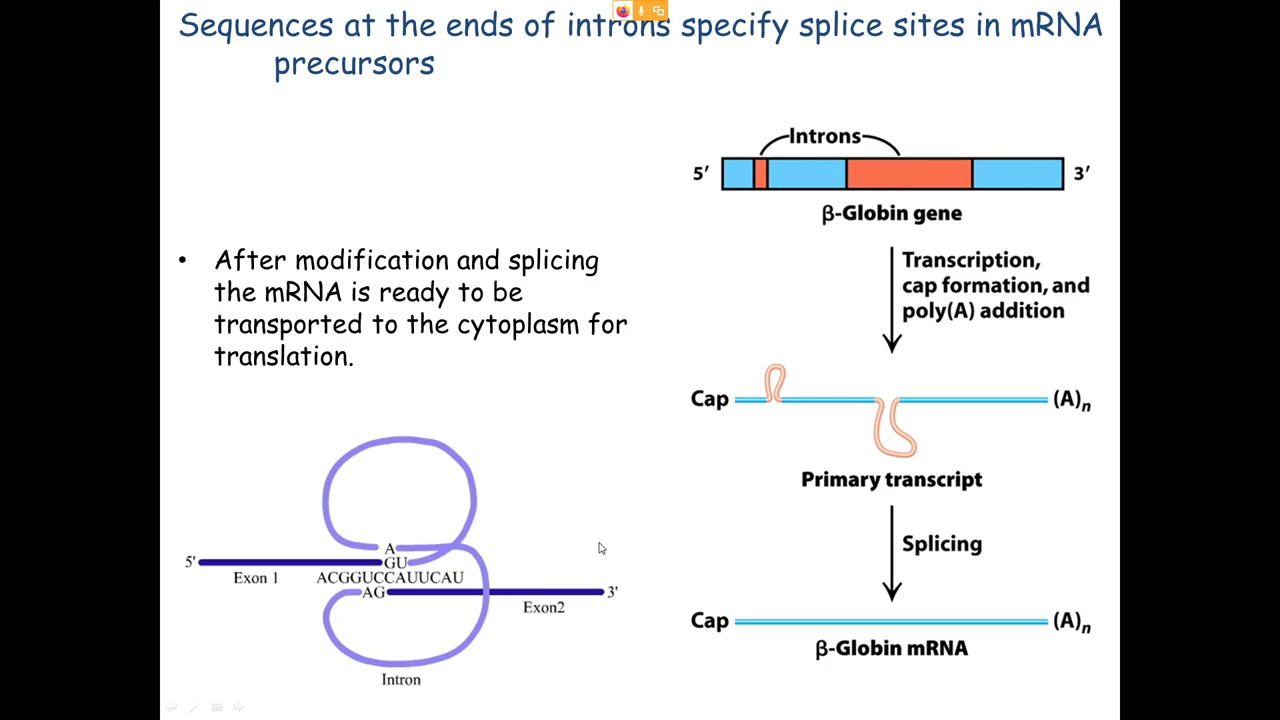 Sequences at the ends of introns specify splice sites in mRNA
precursors
• After modification and splicing
the mRNA is ready to be
transported to the cytoplasm for
translation.
Introns
5′ 3′
β-Globin gene
Transcription,
cap formation, and
poly(A) addition
Cap (A)n
Primary transcript
Splicing
Cap (A)n
β-Globin mRNA
A
5' GU
Exon 1 ACGGUCCAUUCAU
AG 3'
Exon2
Intron